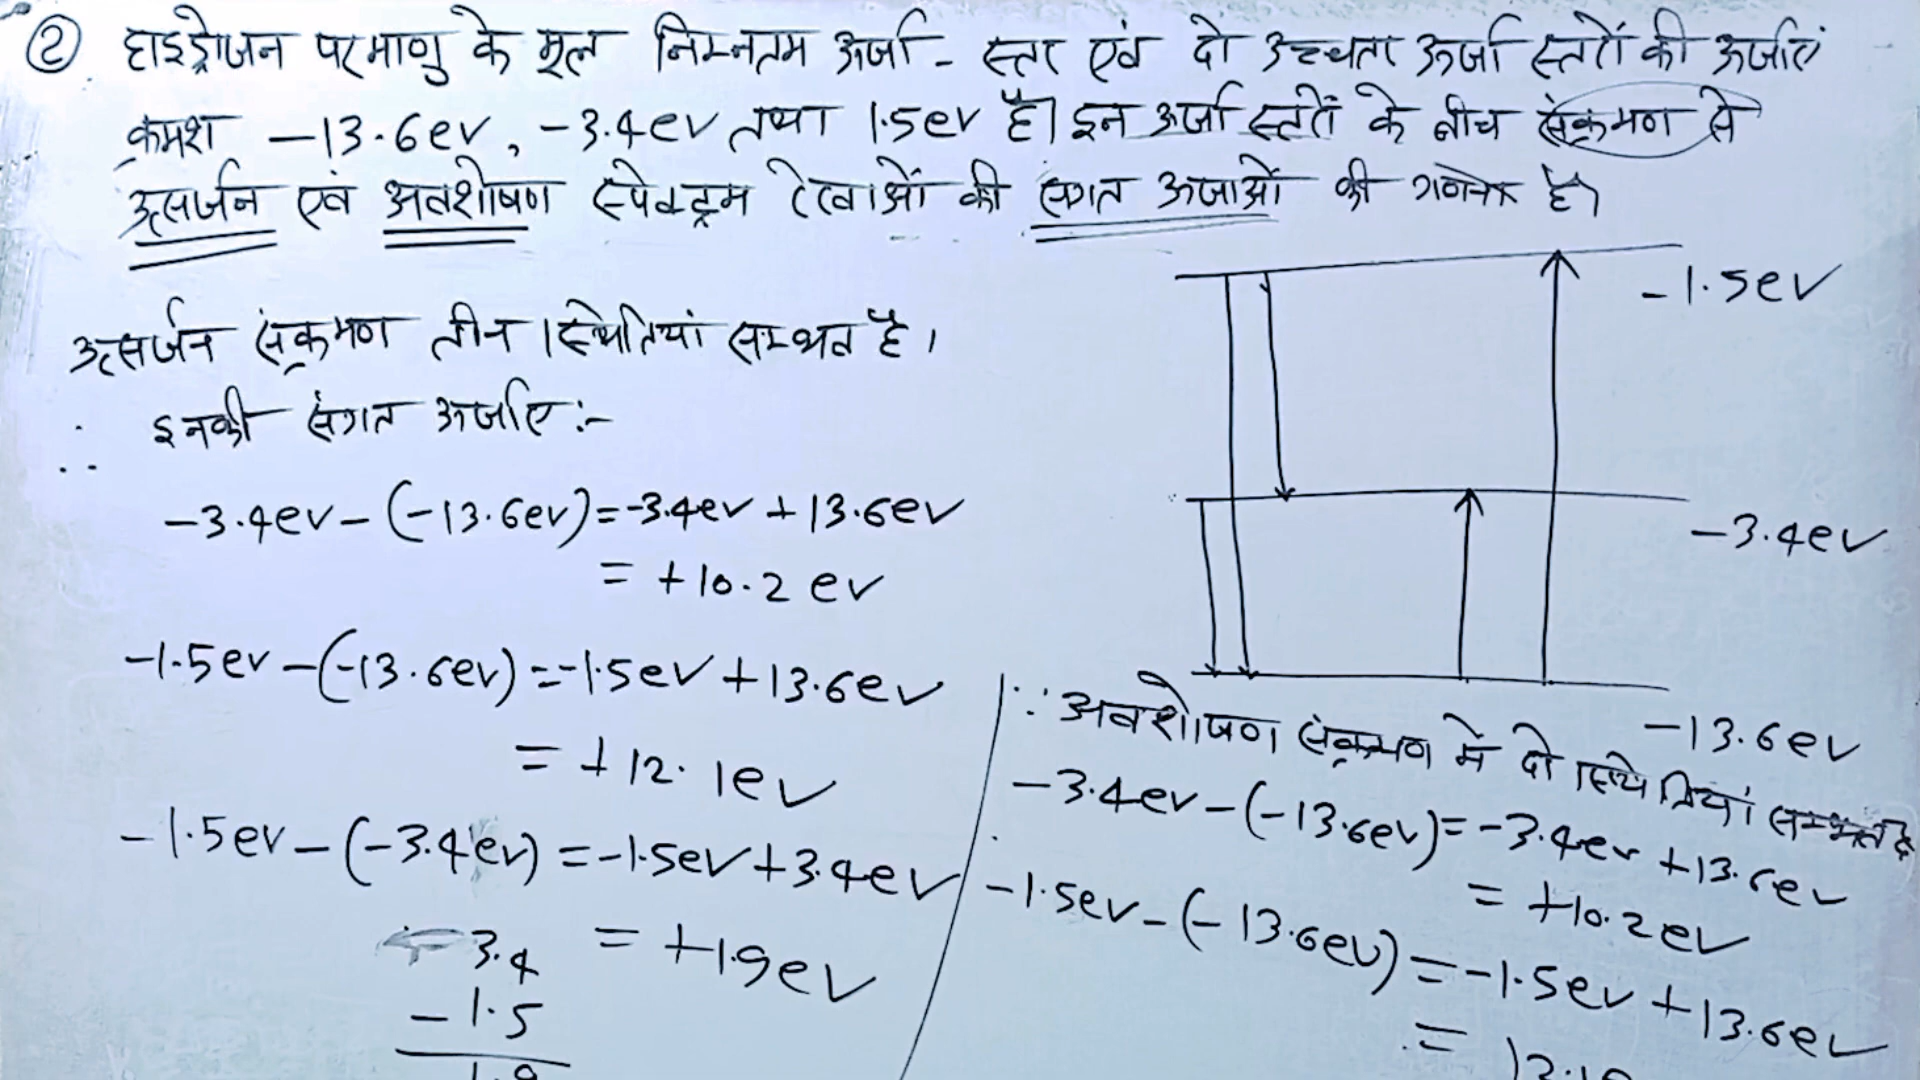 ② हाइड्रोजन परमाणु के मूल निम्नतम ऊर्जा - स्तर एवं दो उच्चतर ऊर्जा स्तरों की ऊर्जाएं
क्रमश -13.6ev, -3.4ev तथा 1.5ev है। इन ऊर्जा स्तरों के बीच संक्रमण से
उत्सर्जन एवं अवशोषण स्पेक्ट्रम रेखाओं की संगत ऊर्जाओं की है।
-1.5ev
उत्सर्जन संक्रमण तीन स्थितियां सम्भव है।
∴ इनकी संगत ऊर्जाए :-
-3.4ev - (-13.6ev) = -3.4ev + 13.6ev
= +10.2 ev
-3.4ev
-1.5ev - (-13.6ev) = -1.5ev + 13.6ev
= +12.1ev
-1.5ev - (-3.4ev) = -1.5ev + 3.4ev
= +1.9ev
3.4
- 1.5
1.9
-13.6ev
∵ अवशोषण संक्रमण में दो स्थितियां सम्भव है
-3.4ev - (-13.6ev) = -3.4ev + 13.6ev
= +10.2ev
-1.5ev - (-13.6ev) = -1.5ev + 13.6ev
=